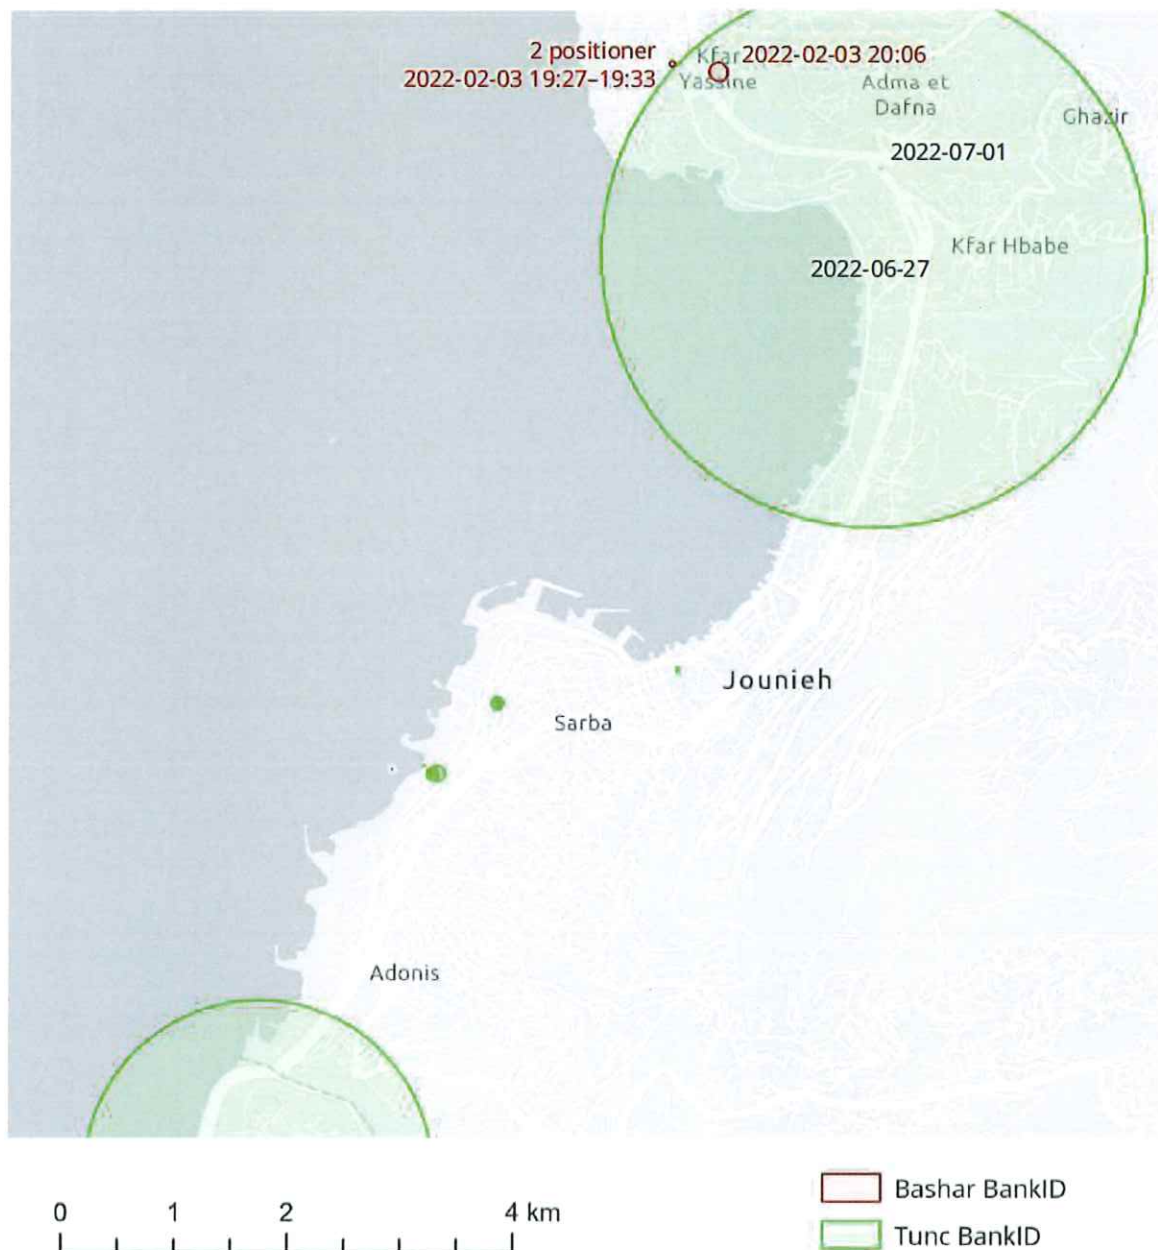 2 positioner
2022-02-03 19:27–19:33
Kfar
Yassine
2022-02-03 20:06
Adma et
Dafna
Ghazir
2022-07-01
Kfar Hbabe
2022-06-27
Jounieh
Sarba
Adonis
0 1 2 4 km
Bashar BankID
Tunc BankID